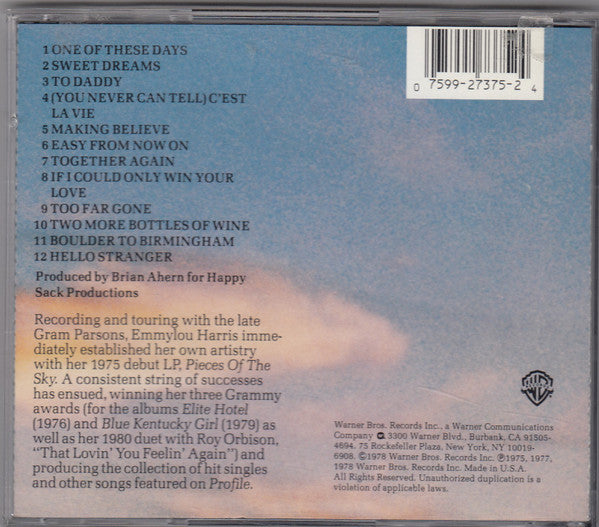 1 ONE OF THESE DAYS
2 SWEET DREAMS
3 TO DADDY
4 (YOU NEVER CAN TELL) C'EST
LA VIE
5 MAKING BELIEVE
6 EASY FROM NOW ON
7 TOGETHER AGAIN
8 IF I COULD ONLY WIN YOUR
LOVE
9 TOO FAR GONE
10 TWO MORE BOTTLES OF WINE
11 BOULDER TO BIRMINGHAM
12 HELLO STRANGER
Produced by Brian Ahern for Happy
Sack Productions
Recording and touring with the late
Gram Parsons, Emmylou Harris imme-
diately established her own artistry
with her 1975 debut LP, Pieces Of The
Sky. A consistent string of successes
has ensued, winning her three Grammy
awards (for the albums Elite Hotel
(1976) and Blue Kentucky Girl (1979) as
well as her 1980 duet with Roy Orbison,
"That Lovin' You Feelin' Again") and
producing the collection of hit singles
and other songs featured on Profile.
0 7599-27375-2 4
WB
Warner Bros. Records Inc., a Warner Communications
Company 3300 Warner Blvd., Burbank, CA 91505-
4694. 75 Rockefeller Plaza, New York, NY 10019-
6908. ©1978 Warner Bros. Records Inc. ℗1975, 1977,
1978 Warner Bros. Records Inc. Made in U.S.A.
All Rights Reserved. Unauthorized duplication is a
violation of applicable laws.